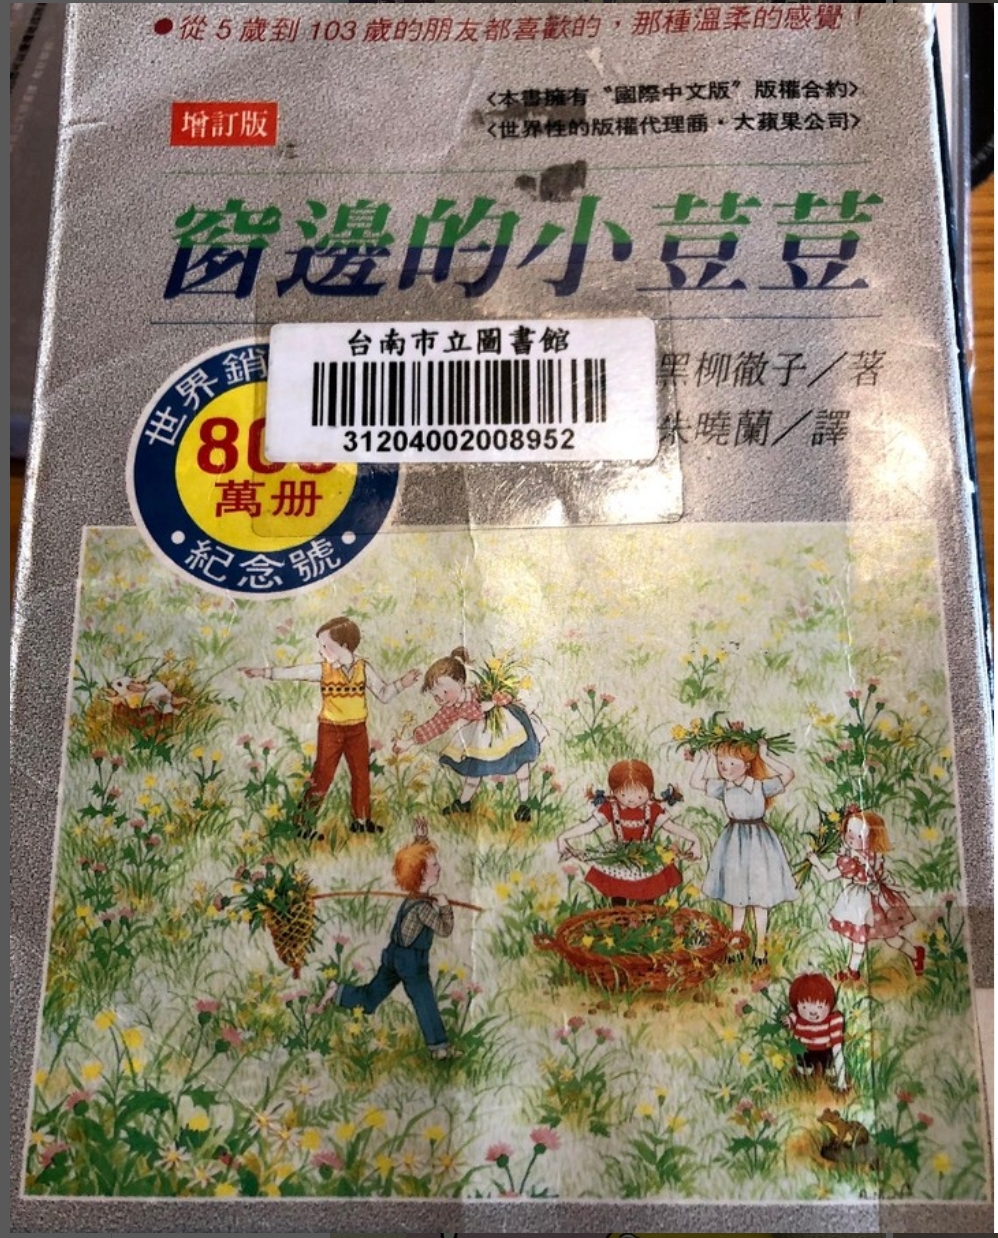 ●從5歲到103歲的朋友都喜歡的，那種溫柔的感覺！
〈本書擁有〝國際中文版〞版權合約〉
〈世界性的版權代理商・大蘋果公司〉
增訂版
窗邊的小荳荳
台南市立圖書館
31204002008952
黑柳徹子／著
朱曉蘭／譯
世界銷
萬册
・紀念號・